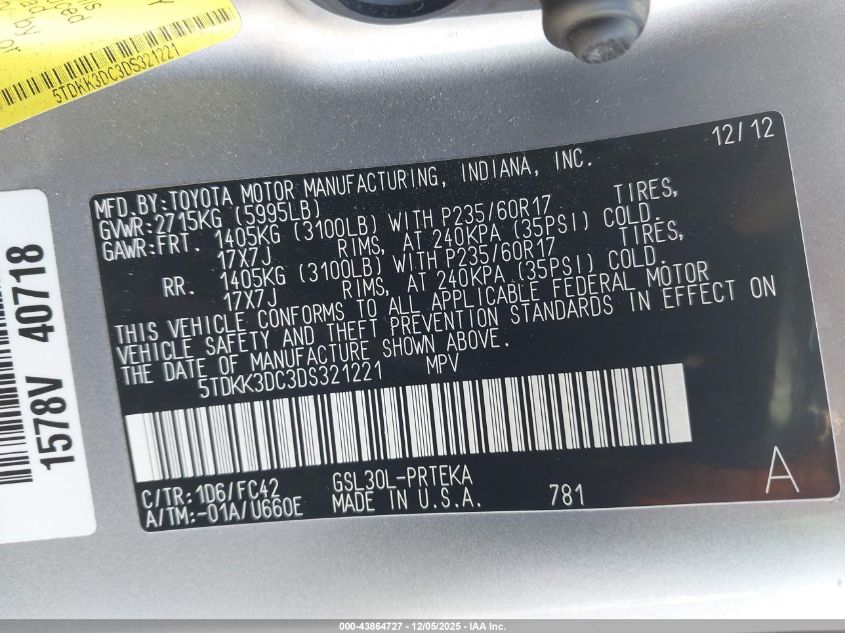 5TDKK3DC3DS321221
1578V 40718
12/12
MFD.BY:TOYOTA MOTOR MANUFACTURING, INDIANA, INC.
GVWR:2715KG (5995LB)
GAWR:FRT. 1405KG (3100LB) WITH P235/60R17 TIRES,
17X7J RIMS, AT 240KPA (35PSI) COLD.
RR. 1405KG (3100LB) WITH P235/60R17 TIRES,
17X7J RIMS, AT 240KPA (35PSI) COLD.
THIS VEHICLE CONFORMS TO ALL APPLICABLE FEDERAL MOTOR
VEHICLE SAFETY AND THEFT PREVENTION STANDARDS IN EFFECT ON
THE DATE OF MANUFACTURE SHOWN ABOVE.
5TDKK3DC3DS321221 MPV
C/TR:1D6/FC42 GSL30L-PRTEKA
A/TM:-01A/U660E MADE IN U.S.A. 781 A
000-43864727 - 12/05/2025 - IAA Inc.